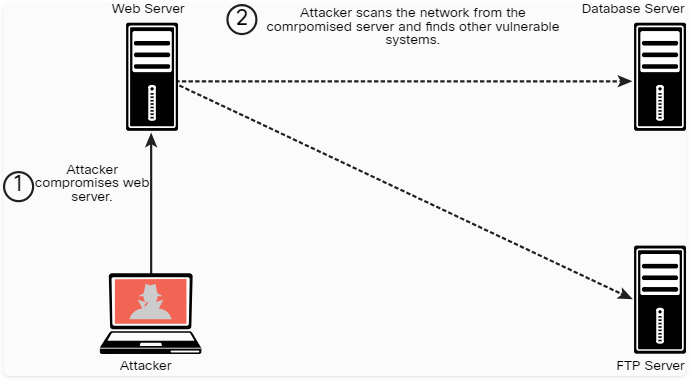 Web Server
2
Attacker scans the network from the
comrpomised server and finds other vulnerable
systems.
Database Server
1
Attacker
compromises web
server.
Attacker
FTP Server